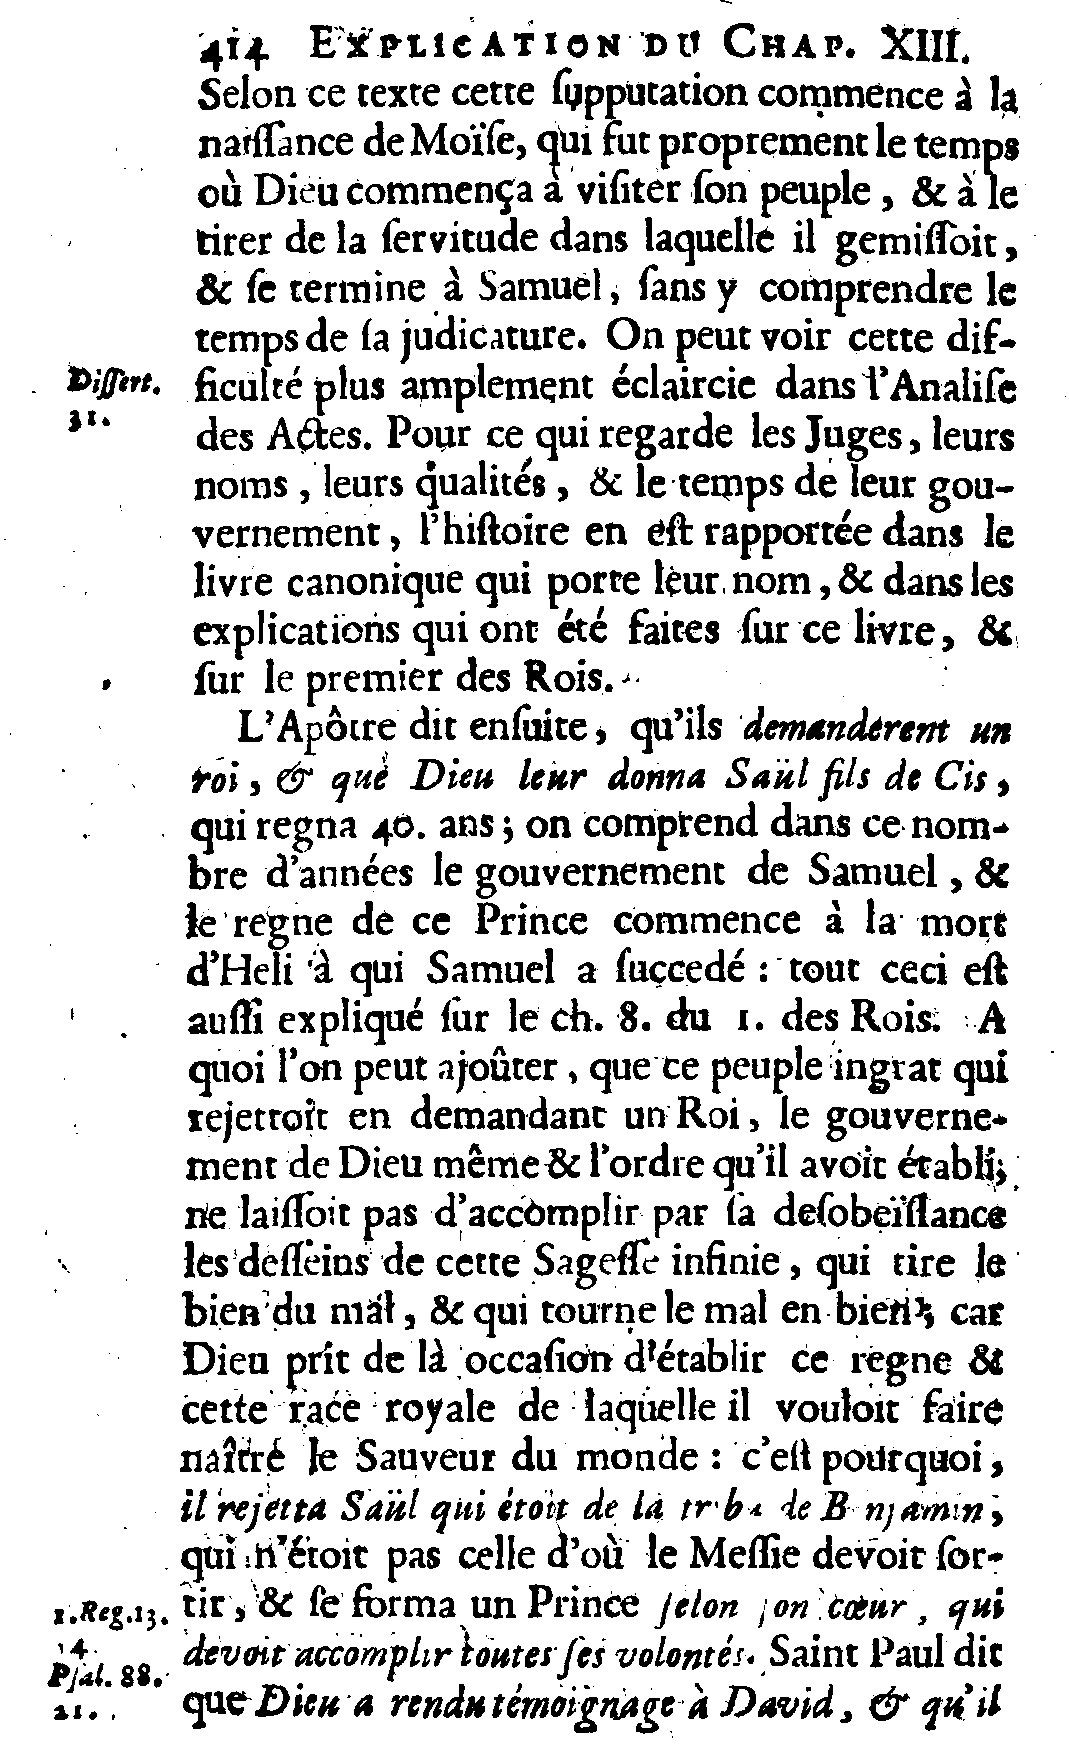 414 EXPLICATION DU CHAP. XIII.
Selon ce texte cette ſupputation commence à la
naiſſance de Moïſe, qui fut proprement le temps
où Dieu commença à viſiter ſon peuple, & à le
tirer de la ſervitude dans laquelle il gemiſſoit,
& ſe termine à Samuel, ſans y comprendre le
temps de ſa judicature. On peut voir cette dif-
Diſſert. ficulté plus amplement éclaircie dans l'Analiſe
31. des Actes. Pour ce qui regarde les Juges, leurs
noms, leurs qualités, & le temps de leur gou-
vernement, l'hiſtoire en eſt rapportée dans le
livre canonique qui porte leur nom, & dans les
explications qui ont été faites ſur ce livre, &
ſur le premier des Rois.
L'Apôtre dit enſuite, qu'ils demanderent un
roi, & que Dieu leur donna Saül fils de Cis,
qui regna 40. ans; on comprend dans ce nom-
bre d'années le gouvernement de Samuel, &
le regne de ce Prince commence à la mort
d'Heli à qui Samuel a ſuccedé : tout ceci eſt
auſſi expliqué ſur le ch. 8. du 1. des Rois. A
quoi l'on peut ajoûter, que ce peuple ingrat qui
rejettoit en demandant un Roi, le gouverne-
ment de Dieu même & l'ordre qu'il avoit établi;
ne laiſſoit pas d'accomplir par ſa deſobeïſſance
les deſſeins de cette Sageſſe infinie, qui tire le
bien du mal, & qui tourne le mal en bien; car
Dieu prit de là occaſion d'établir ce regne &
cette race royale de laquelle il vouloit faire
naître le Sauveur du monde : c'eſt pourquoi,
il rejetta Saül qui étoit de la tribu de Benjamin,
qui n'étoit pas celle d'où le Meſſie devoit ſor-
1. Reg. 13. tir, & ſe forma un Prince ſelon ſon cœur, qui
14. devoit accomplir toutes ſes volontés. Saint Paul dit
Pſal. 88. que Dieu a rendu témoignage à David, & qu'il
21.